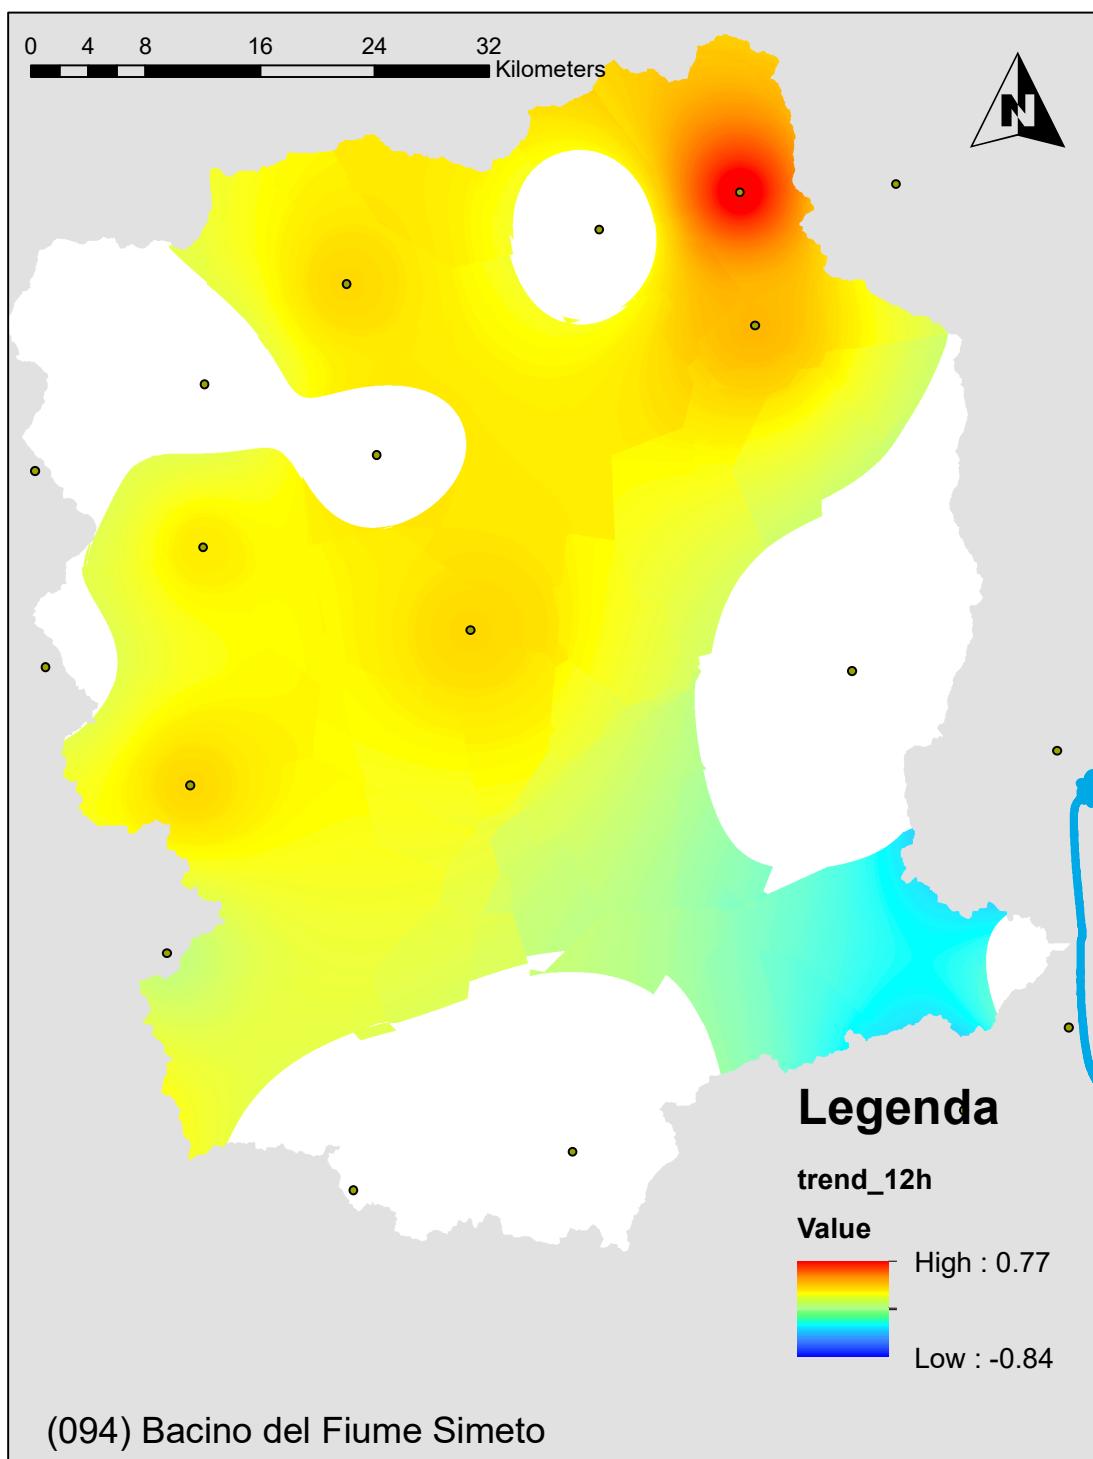 0 4 8 16 24 32
Kilometers
N
Legenda
trend_12h
Value
High : 0.77
Low : -0.84
(094) Bacino del Fiume Simeto